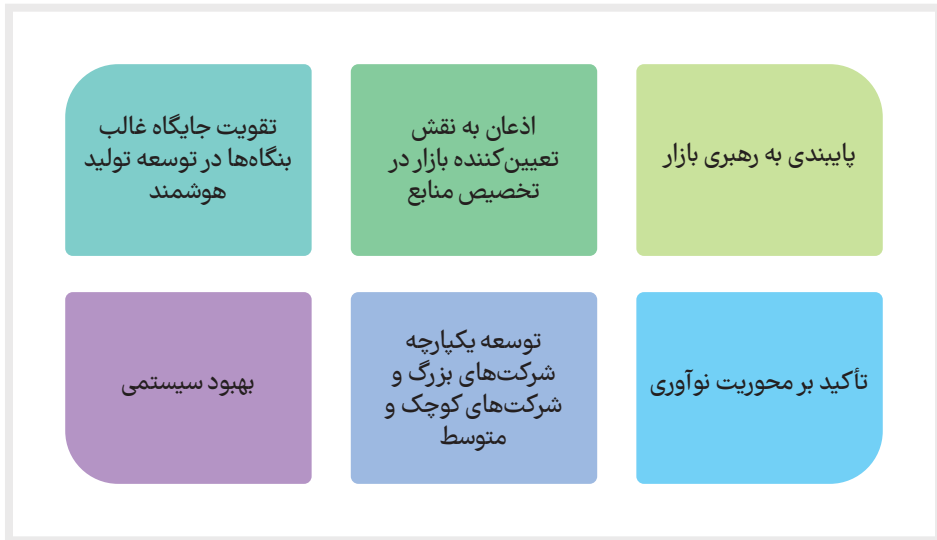 پایبندی به رهبری بازار
اذعان به نقش
تعیین‌کننده بازار در
تخصیص منابع
تقویت جایگاه غالب
بنگاه‌ها در توسعه تولید
هوشمند
تأکید بر محوریت نوآوری
توسعه یکپارچه
شرکت‌های بزرگ و
شرکت‌های کوچک و
متوسط
بهبود سیستمی